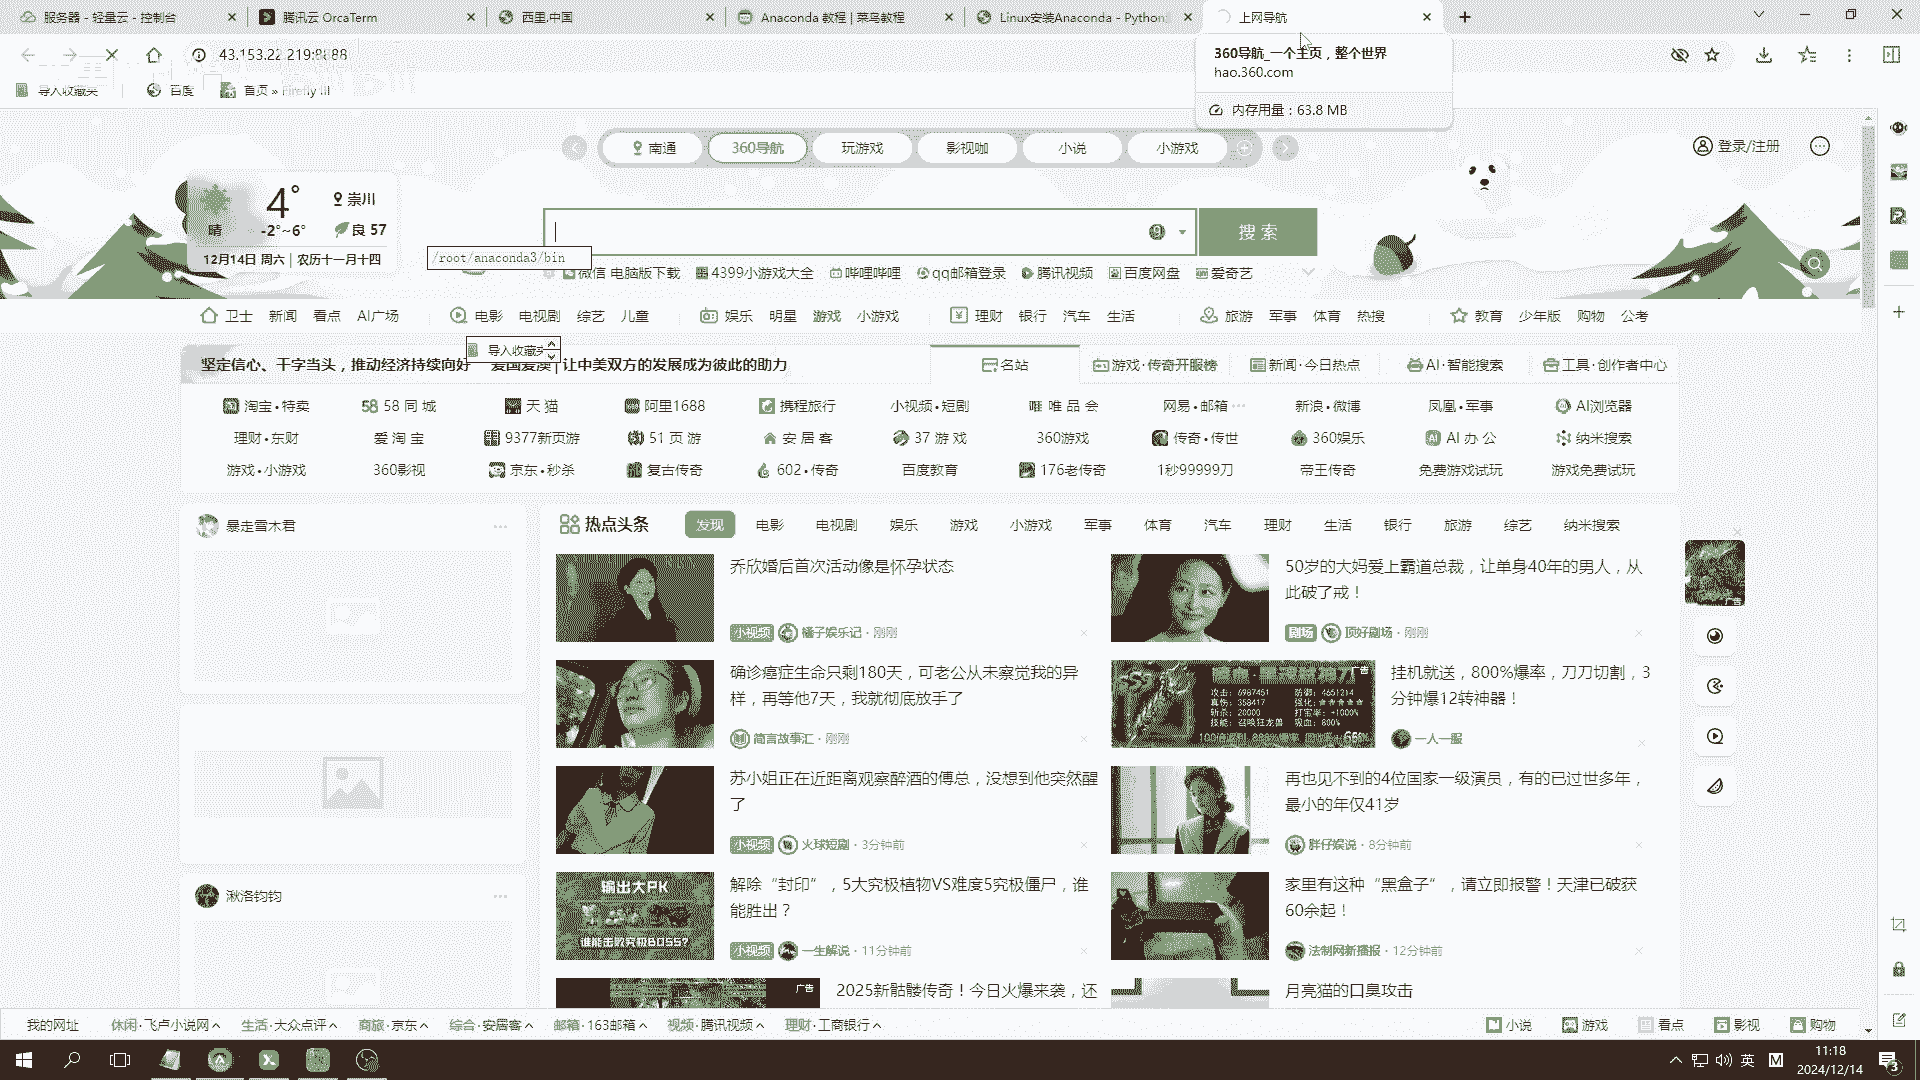 服务器 - 轻量云 - 控制台
腾讯云 OrcaTerm
西里,中国
Anaconda 教程 | 菜鸟教程
Linux安装Anaconda - Python
上网导航
43.153.22.219:8888
360导航_一个主页，整个世界
hao.360.com
内存用量：63.8 MB
导入收藏夹
百度
首页 » Firefly III
南通
360导航
玩游戏
影视咖
小说
小游戏
登录/注册
4°
崇川
晴
-2°~6°
良 57
12月14日 周六 | 农历十一月十四
搜 索
/root/anaconda3/bin
微信 电脑版下载
4399小游戏大全
哔哩哔哩
qq邮箱登录
腾讯视频
百度网盘
爱奇艺
卫士 新闻 看点 AI广场
电影 电视剧 综艺 儿童
娱乐 明星 游戏 小游戏
理财 银行 汽车 生活
旅游 军事 体育 热搜
教育 少年版 购物 公考
导入收藏夹
坚定信心、干字当头，推动经济持续向好
爱国爱澳 | 让中美双方的发展成为彼此的助力
名站
游戏·传奇开服榜
新闻·今日热点
AI·智能搜索
工具·创作者中心
淘宝•特卖 58 同 城 天 猫 阿里1688 携程旅行 小视频•短剧 唯 品 会 网易•邮箱 新浪•微博 凤凰•军事 AI浏览器
理财•东财 爱 淘 宝 9377新页游 51 页 游 安 居 客 37 游 戏 360游戏 传奇•传世 360娱乐 AI 办 公 纳米搜索
游戏•小游戏 360影视 京东•秒杀 复古传奇 602•传奇 百度教育 176老传奇 1秒99999刀 帝王传奇 免费游戏试玩 游戏免费试玩
暴走雪木君
热点头条
发现 电影 电视剧 娱乐 游戏 小游戏 军事 体育 汽车 理财 生活 银行 旅游 综艺 纳米搜索
乔欣婚后首次活动像是怀孕状态
小视频 橘子娱乐记 · 刚刚
50岁的大妈爱上霸道总裁，让单身40年的男人，从
此破了戒！
剧场 顶好剧场 · 刚刚
广告
确诊癌症生命只剩180天，可老公从未察觉我的异
样，再等他7天，我就彻底放手了
简言故事汇 · 刚刚
广告
攻击：6987451
防御：4651214
真伤：358417
强化：★★★★★
斩杀：20000
打宝率：+1000%
技能：召唤狂龙兽
吸血：800%
挂机就送，800%爆率，刀刀切割，3
分钟爆12转神器！
一人一服
苏小姐正在近距离观察醉酒的傅总，没想到他突然醒
了
小视频 火球短剧 · 3分钟前
再也见不到的4位国家一级演员，有的已过世多年，
最小的年仅41岁
胖仔娱说 · 8分钟前
湫洛钧钧
输出大PK
谁能击败究极BOSS?
解除“封印”，5大究极植物VS难度5究极僵尸，谁
能胜出？
小视频 一生解说 · 11分钟前
家里有这种“黑盒子”，请立即报警！天津已破获
60余起！
法制网新播报 · 12分钟前
广告
2025新骷髅传奇！今日火爆来袭，还
月亮猫的口臭攻击
我的网址
休闲·飞卢小说网
生活·大众点评
商旅·京东
综合·安居客
邮箱·163邮箱
视频·腾讯视频
理财·工商银行
小说
游戏
看点
影视
购物
英
M
11:18
2024/12/14
3